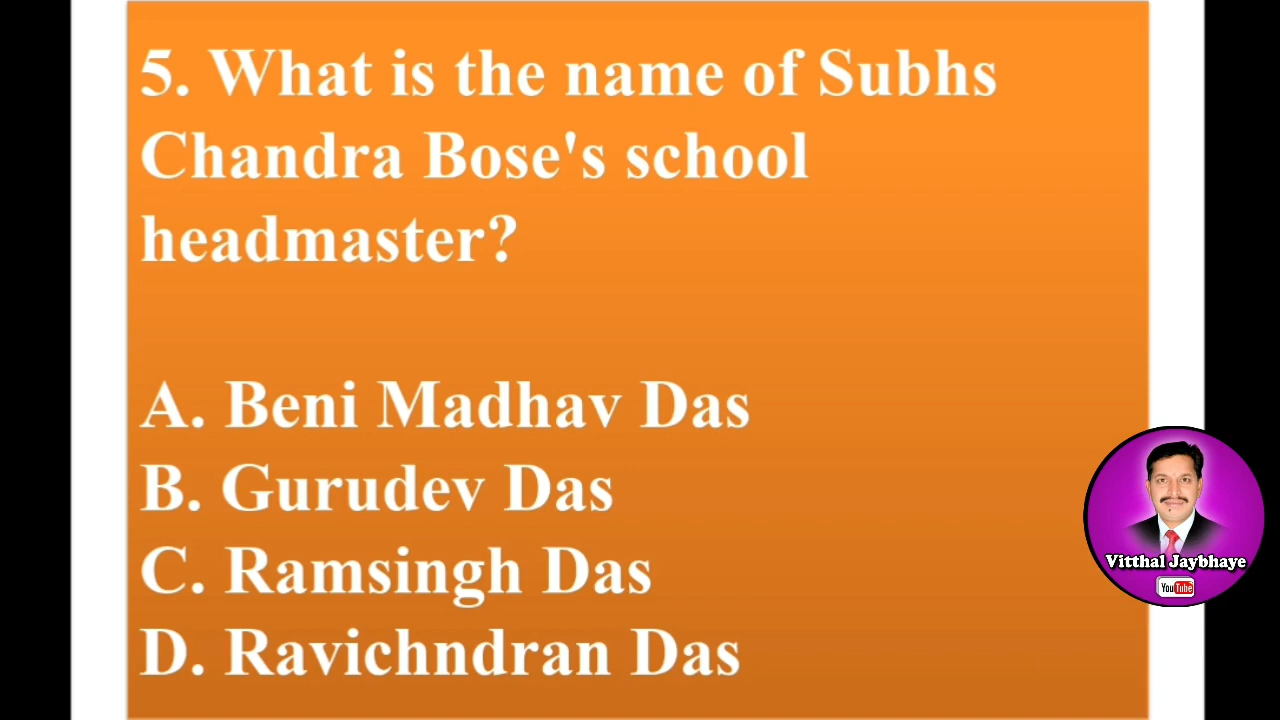 5. What is the name of Subhs
Chandra Bose's school
headmaster?
A. Beni Madhav Das
B. Gurudev Das
C. Ramsingh Das
D. Ravichndran Das
Vitthal Jaybhaye
YouTube